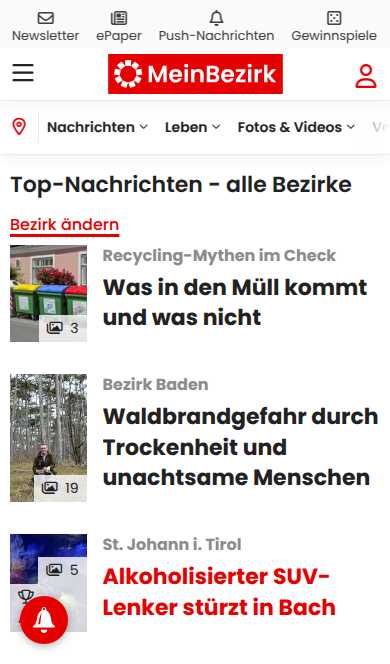 Newsletter
ePaper
Push-Nachrichten
Gewinnspiele
MeinBezirk
Nachrichten
Leben
Fotos & Videos
Top-Nachrichten - alle Bezirke
Bezirk ändern
Recycling-Mythen im Check
Was in den Müll kommt
und was nicht
3
Bezirk Baden
Waldbrandgefahr durch
Trockenheit und
unachtsame Menschen
19
St. Johann i. Tirol
Alkoholisierter SUV-
Lenker stürzt in Bach
5